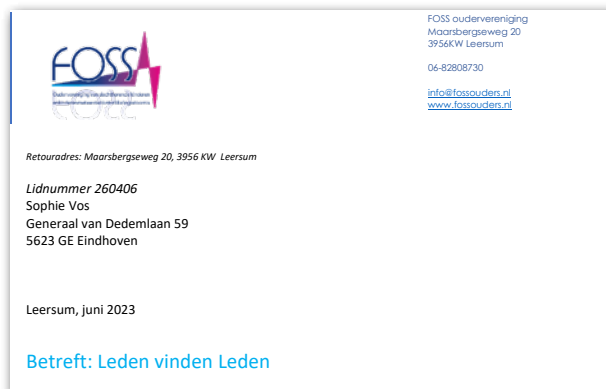 FOSS oudervereniging
Maarsbergseweg 20
3956KW Leersum
06-82808730
info@fossouders.nl
www.fossouders.nl
FOSS
Retouradres: Maarsbergseweg 20, 3956 KW Leersum
Lidnummer 260406
Sophie Vos
Generaal van Dedemlaan 59
5623 GE Eindhoven
Leersum, juni 2023
Betreft: Leden vinden Leden